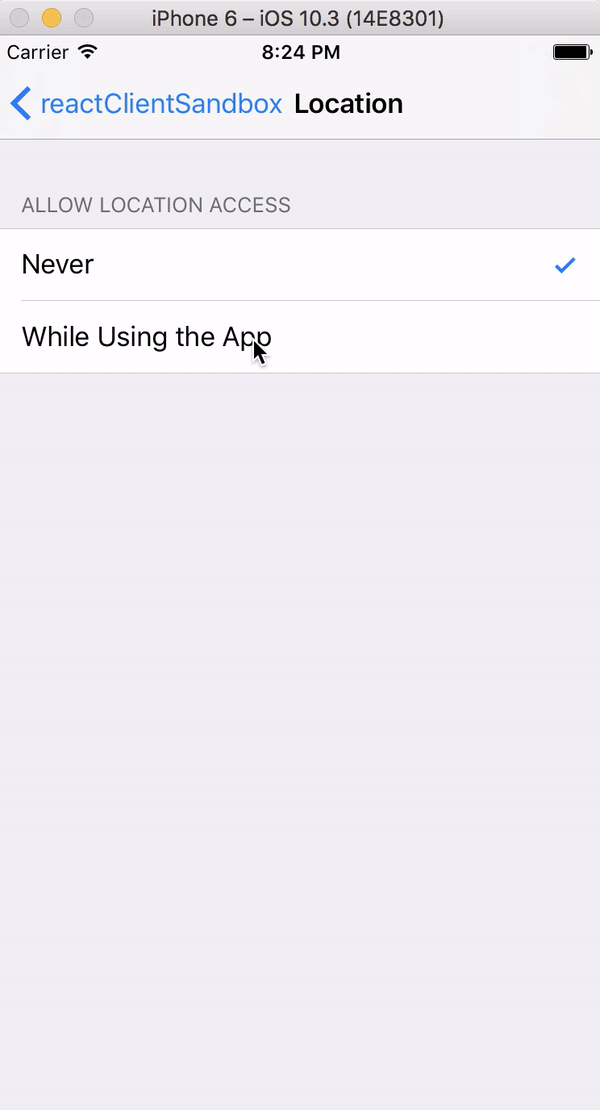 iPhone 6 – iOS 10.3 (14E8301)
Carrier 8:24 PM
reactClientSandbox Location
ALLOW LOCATION ACCESS
Never
While Using the App